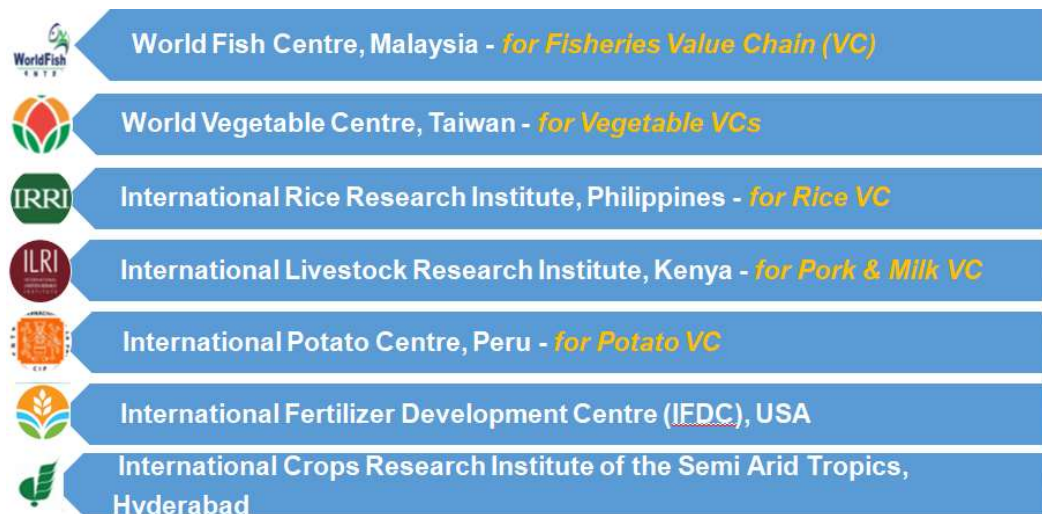 WorldFish
World Fish Centre, Malaysia - for Fisheries Value Chain (VC)
World Vegetable Centre, Taiwan - for Vegetable VCs
IRRI
International Rice Research Institute, Philippines - for Rice VC
ILRI
International Livestock Research Institute, Kenya - for Pork & Milk VC
CIP
International Potato Centre, Peru - for Potato VC
International Fertilizer Development Centre (IFDC), USA
International Crops Research Institute of the Semi Arid Tropics,
Hyderabad